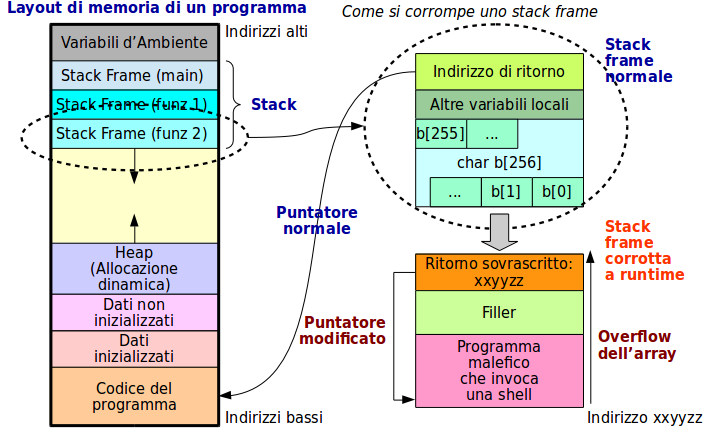 Layout di memoria di un programma
Indirizzi alti
Variabili d’Ambiente
Stack Frame (main)
Stack Frame (funz 1)
Stack Frame (funz 2)
Stack
Heap
(Allocazione
dinamica)
Dati non
inizializzati
Dati
inizializzati
Codice del
programma
Indirizzi bassi
Come si corrompe uno stack frame
Stack
frame
normale
Indirizzo di ritorno
Altre variabili locali
b[255]
...
char b[256]
...
b[1]
b[0]
Puntatore
normale
Stack
frame
corrotta
a runtime
Ritorno sovrascritto:
xxyyzz
Filler
Programma
malefico
che invoca
una shell
Puntatore
modificato
Overflow
dell’array
Indirizzo xxyyzz